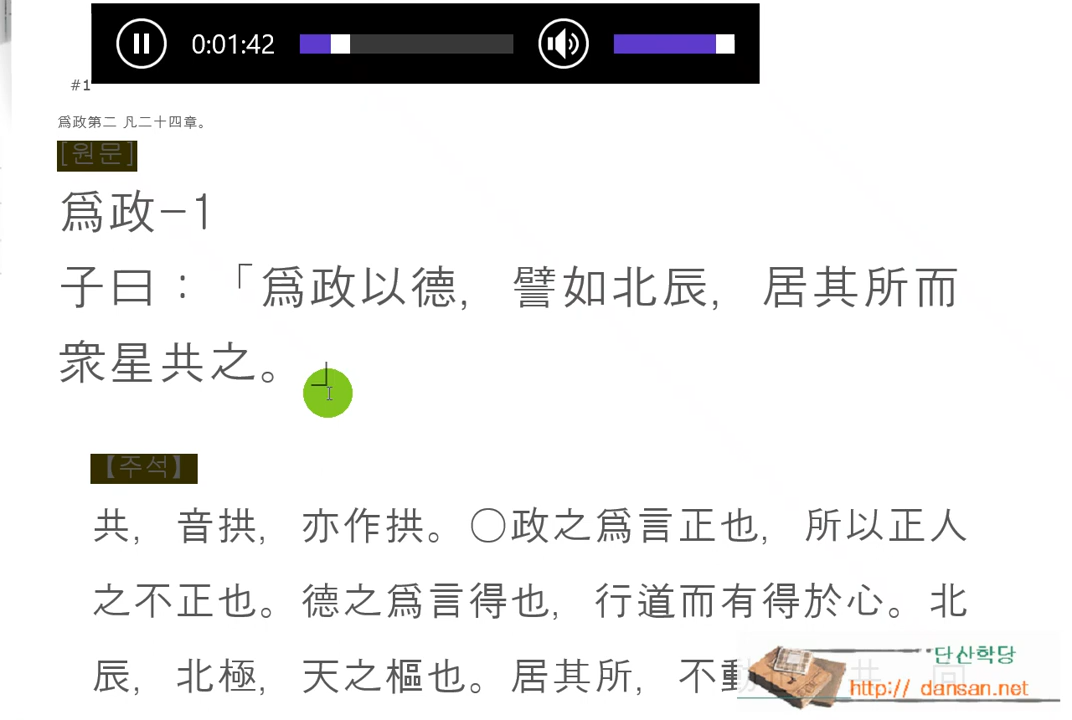 0:01:42
#1
爲政第二 凡二十四章。
[원문]
爲政-1
子曰：「爲政以德, 譬如北辰, 居其所而
衆星共之。」
【주석】
共, 音拱, 亦作拱。○政之爲言正也, 所以正人
之不正也。德之爲言得也, 行道而有得於心。北
辰, 北極, 天之樞也。居其所, 不動也。共, 向
단산학당
http:// dansan.net